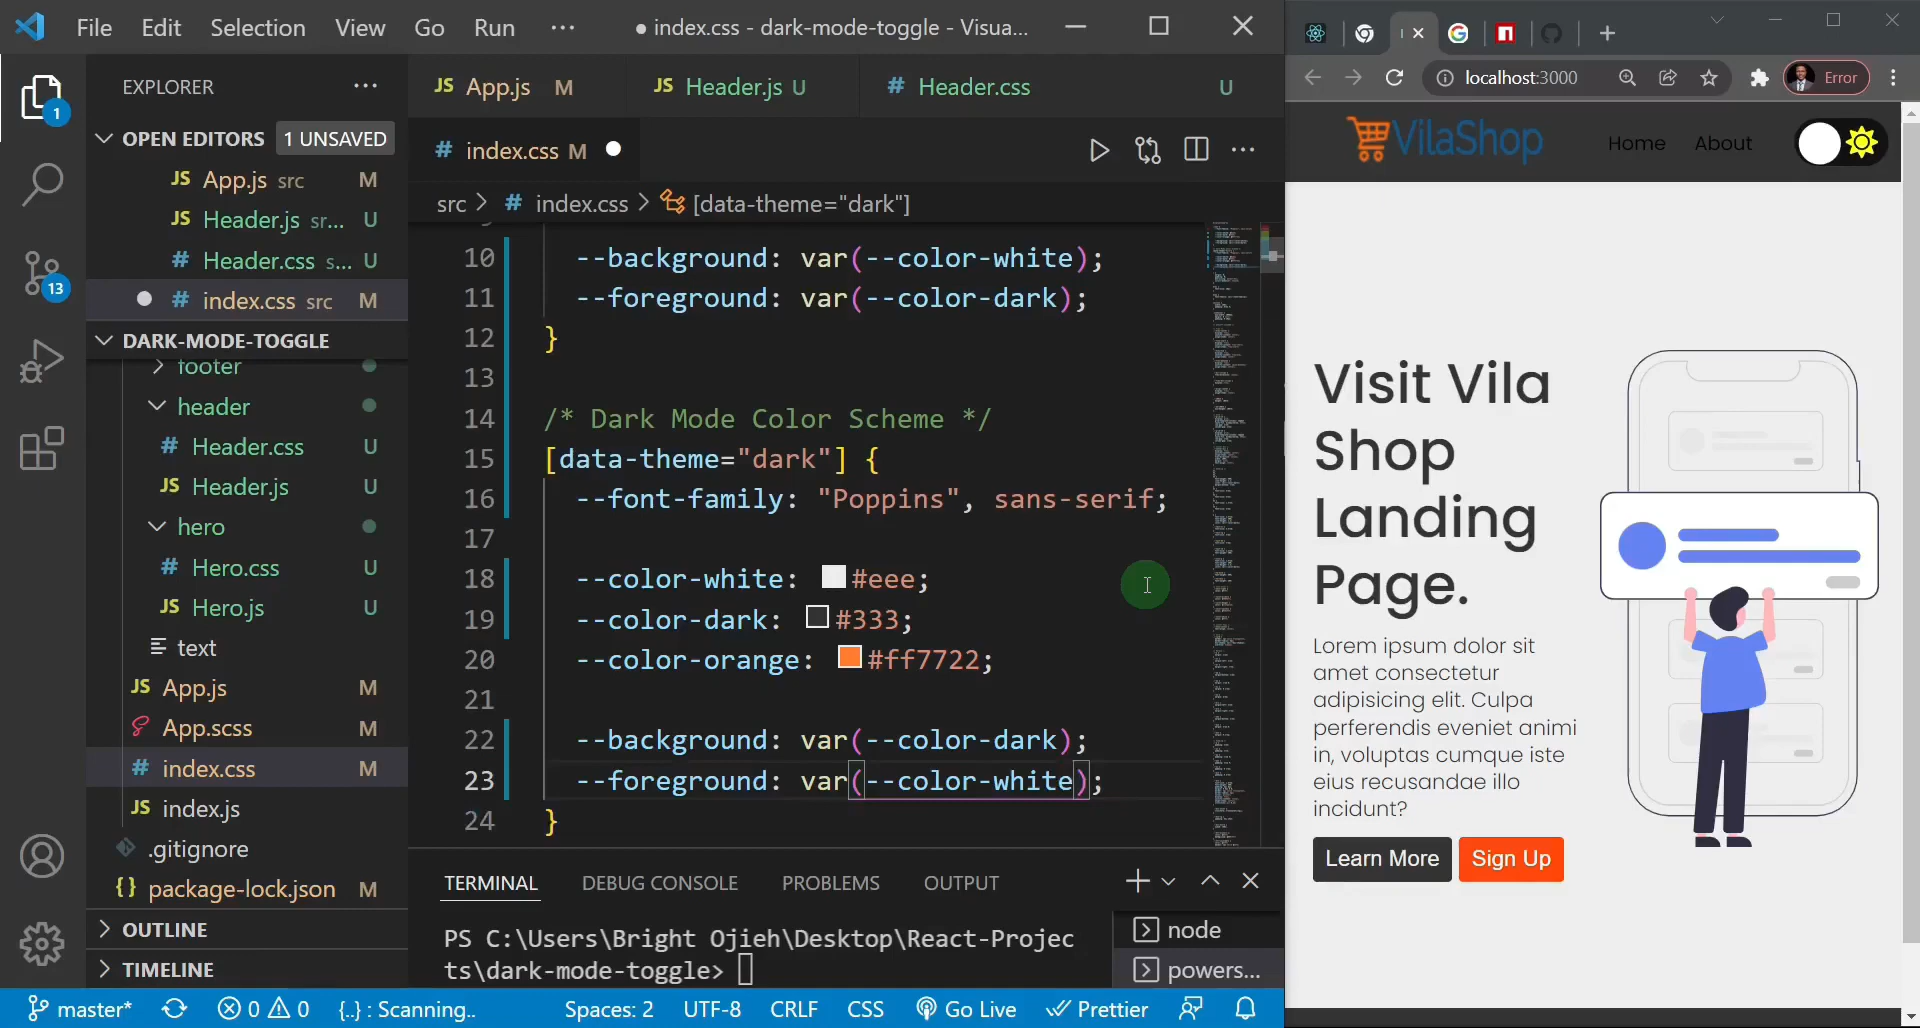 File Edit Selection View Go Run ··· ● index.css - dark-mode-toggle - Visua...
EXPLORER ···
OPEN EDITORS 1 UNSAVED
JS App.js src M
JS Header.js sr... U
# Header.css s... U
# index.css src M
DARK-MODE-TOGGLE
footer
header
# Header.css U
JS Header.js U
hero
# Hero.css U
JS Hero.js U
text
JS App.js M
App.scss M
# index.css M
JS index.js
.gitignore
{} package-lock.json M
OUTLINE
TIMELINE
1
13
JS App.js M JS Header.js U # Header.css U
# index.css M ●
src > # index.css > [data-theme="dark"]
10 --background: var(--color-white);
11 --foreground: var(--color-dark);
12 }
13
14 /* Dark Mode Color Scheme */
15 [data-theme="dark"] {
16 --font-family: "Poppins", sans-serif;
17
18 --color-white: #eee;
19 --color-dark: #333;
20 --color-orange: #ff7722;
21
22 --background: var(--color-dark);
23 --foreground: var(--color-white);
24 }
TERMINAL DEBUG CONSOLE PROBLEMS OUTPUT
PS C:\Users\Bright Ojieh\Desktop\React-Projec
ts\dark-mode-toggle>
node
powers...
master* 0 0 {..} : Scanning.. Spaces: 2 UTF-8 CRLF CSS Go Live Prettier
localhost:3000 Error
VilaShop Home About
Visit Vila
Shop
Landing
Page.
Lorem ipsum dolor sit
amet consectetur
adipisicing elit. Culpa
perferendis eveniet animi
in, voluptas cumque iste
eius recusandae illo
incidunt?
Learn More Sign Up